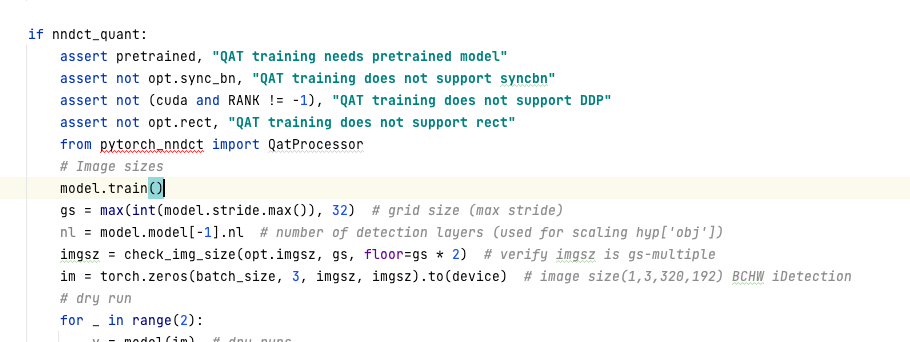 if nndct_quant:
assert pretrained, "QAT training needs pretrained model"
assert not opt.sync_bn, "QAT training does not support syncbn"
assert not (cuda and RANK != -1), "QAT training does not support DDP"
assert not opt.rect, "QAT training does not support rect"
from pytorch_nndct import QatProcessor
# Image sizes
model.train()
gs = max(int(model.stride.max()), 32)  # grid size (max stride)
nl = model.model[-1].nl  # number of detection layers (used for scaling hyp['obj'])
imgsz = check_img_size(opt.imgsz, gs, floor=gs * 2)  # verify imgsz is gs-multiple
im = torch.zeros(batch_size, 3, imgsz, imgsz).to(device)  # image size(1,3,320,192) BCHW iDetection
# dry run
for _ in range(2):
y = model(im)  # dry runs